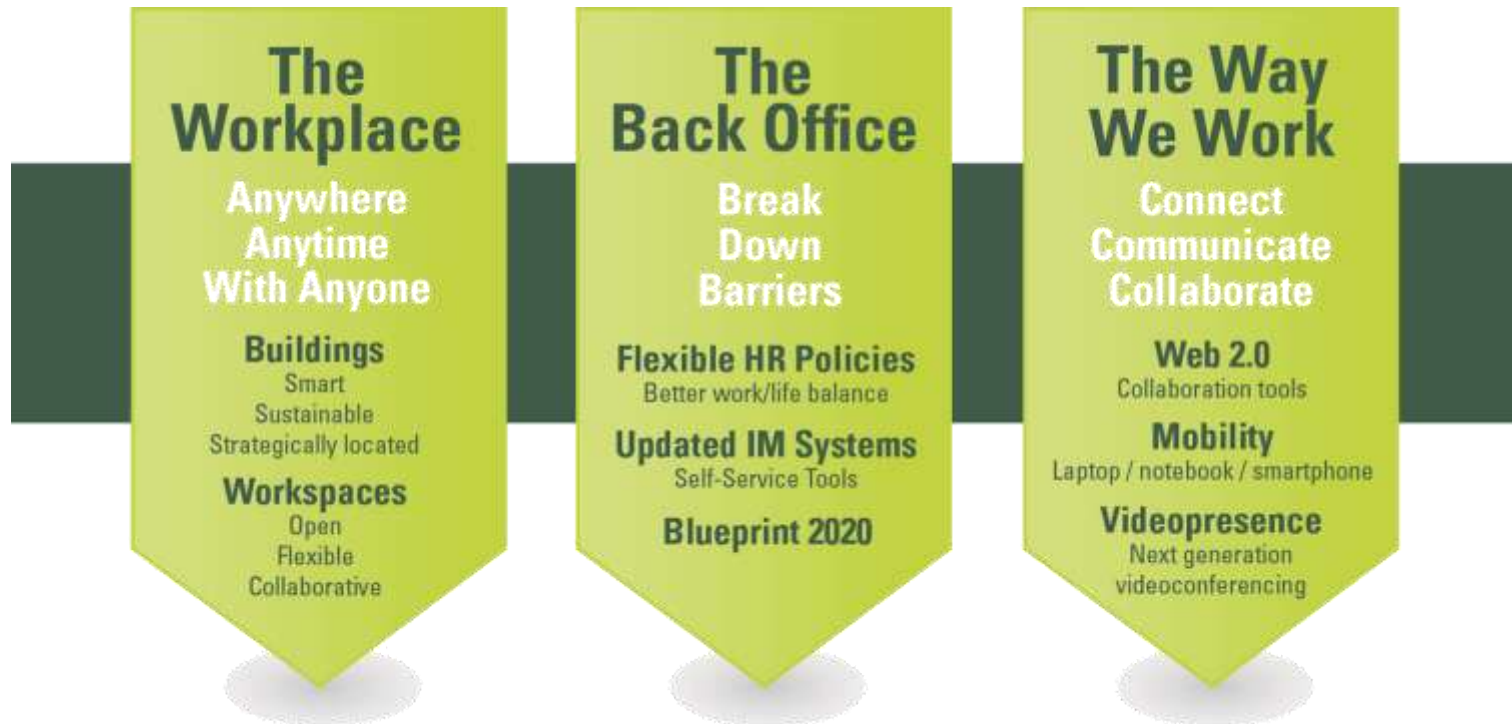 The
Workplace
Anywhere
Anytime
With Anyone
Buildings
Smart
Sustainable
Strategically located
Workspaces
Open
Flexible
Collaborative
The
Back Office
Break
Down
Barriers
Flexible HR Policies
Better work/life balance
Updated IM Systems
Self-Service Tools
Blueprint 2020
The Way
We Work
Connect
Communicate
Collaborate
Web 2.0
Collaboration tools
Mobility
Laptop / notebook / smartphone
Videopresence
Next generation
videoconferencing